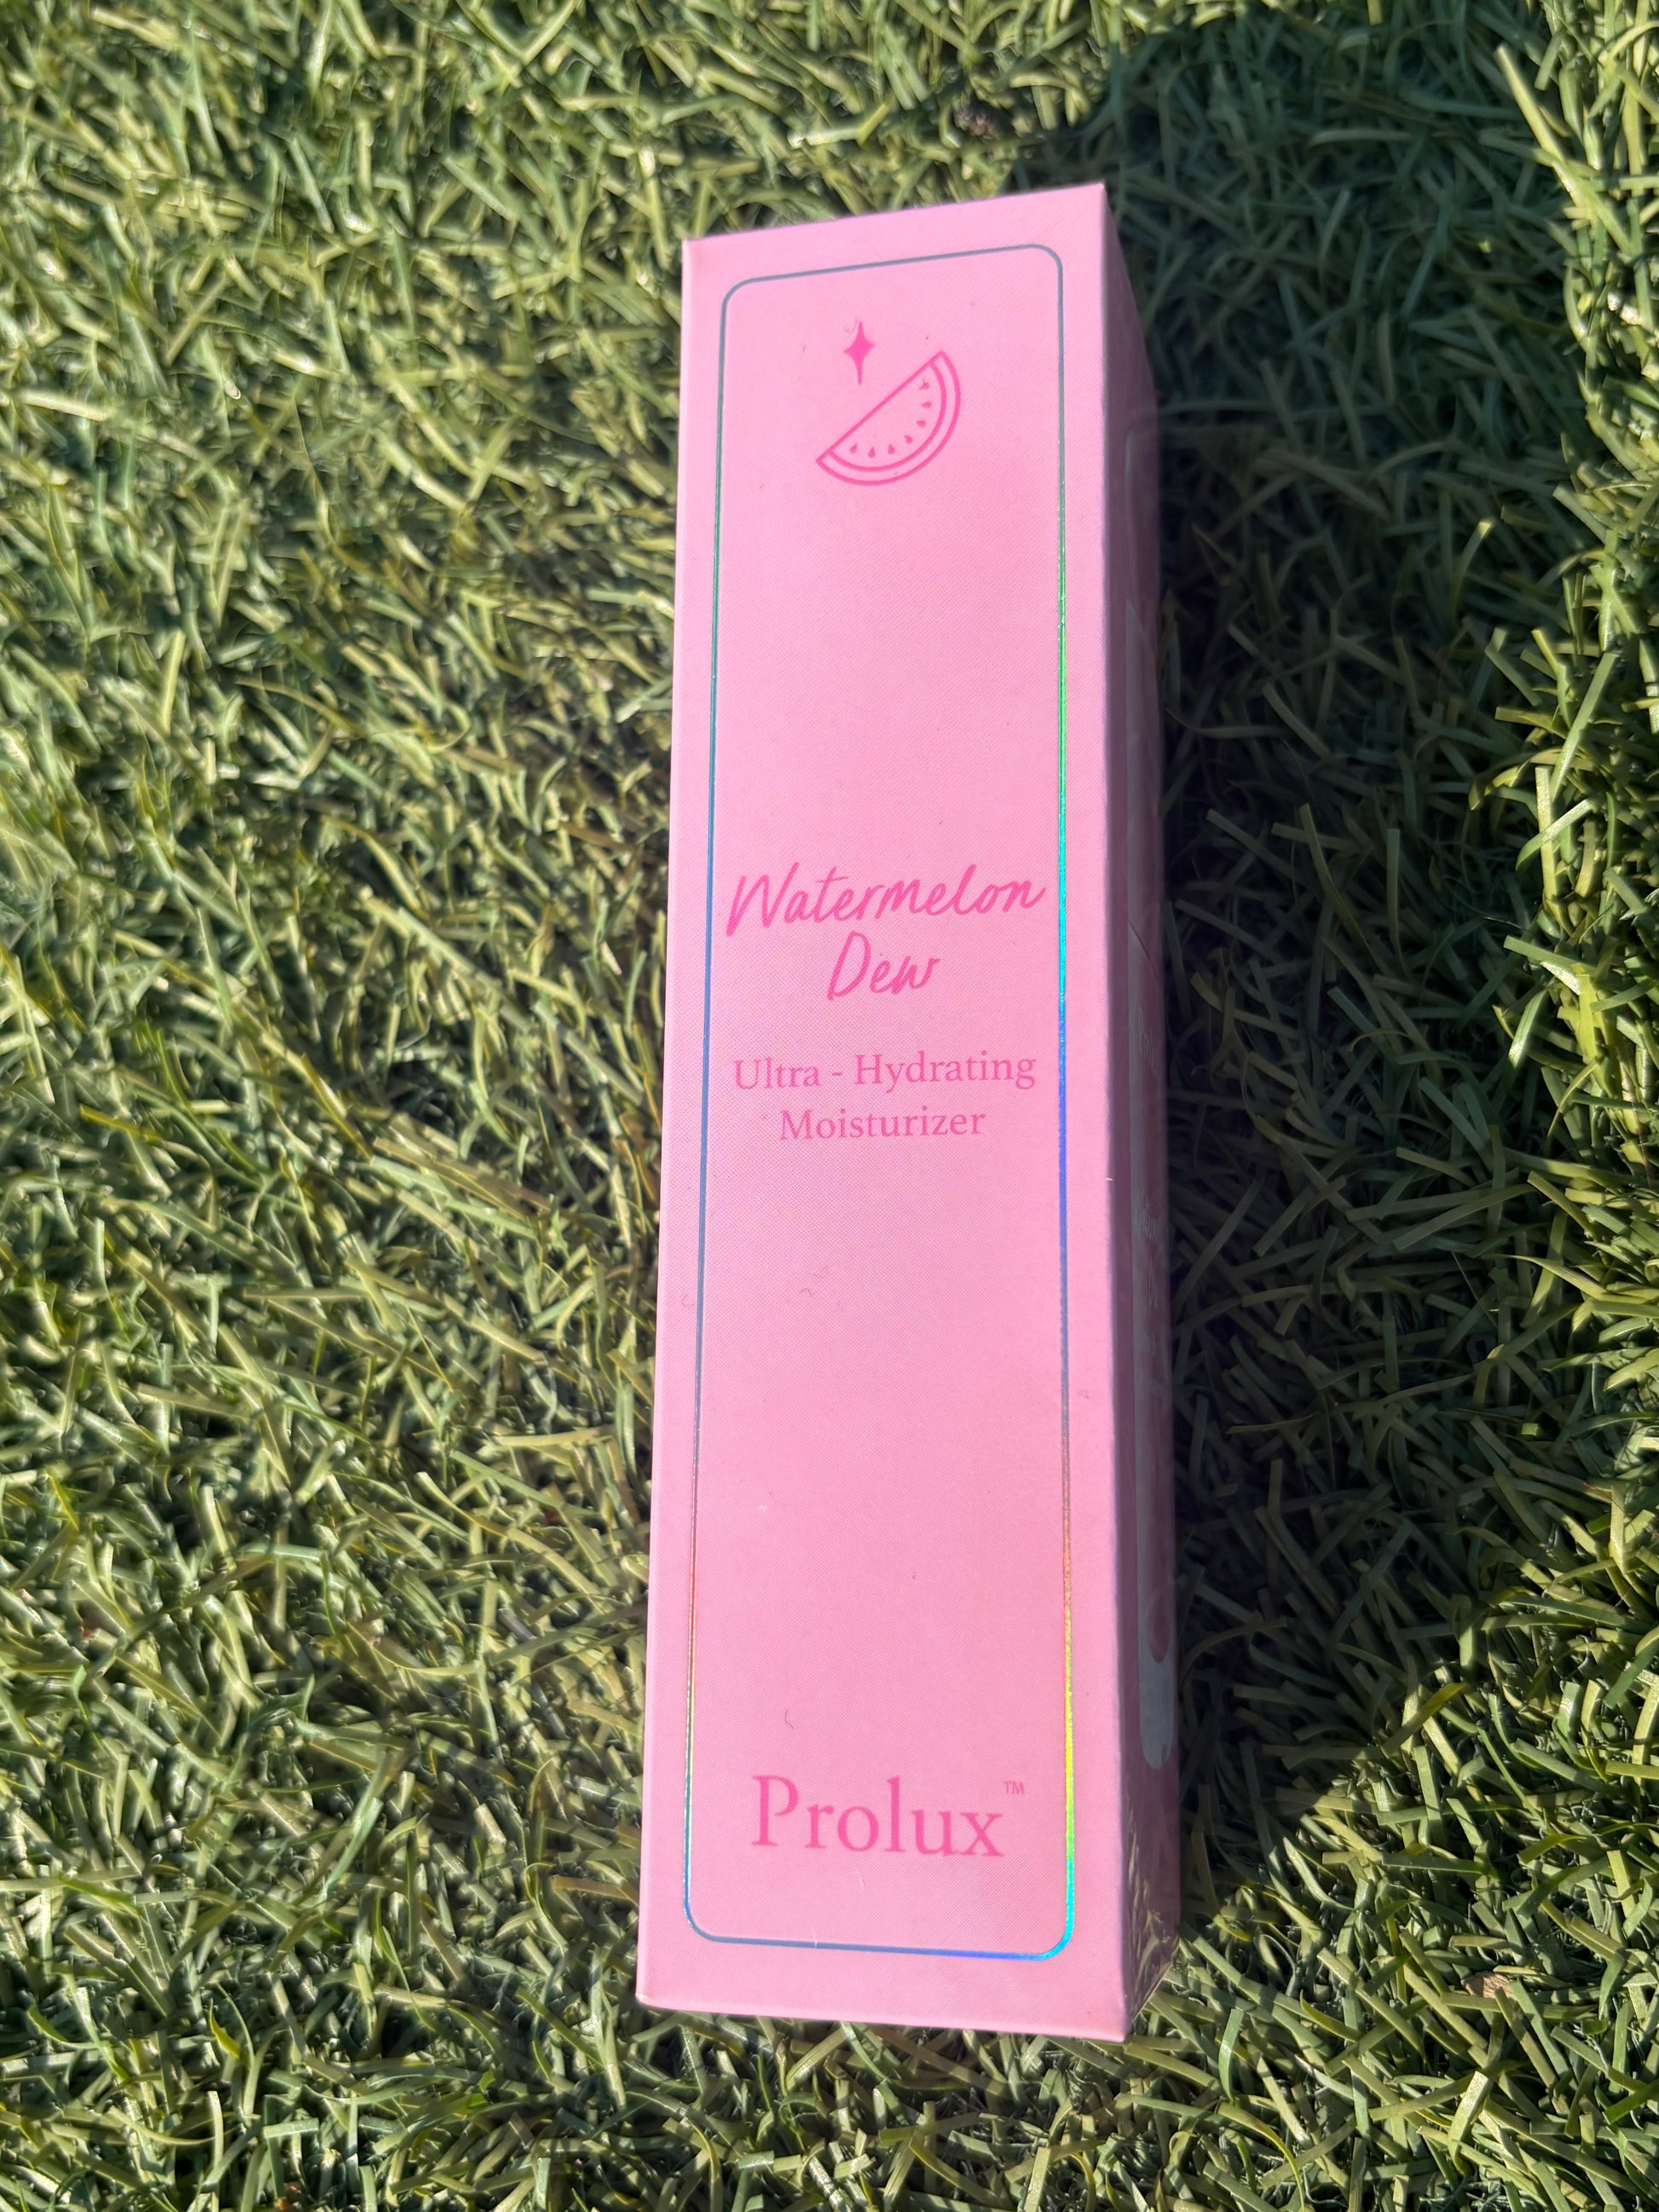 Watermelon
Dew
Ultra - Hydrating
Moisturizer
Prolux™